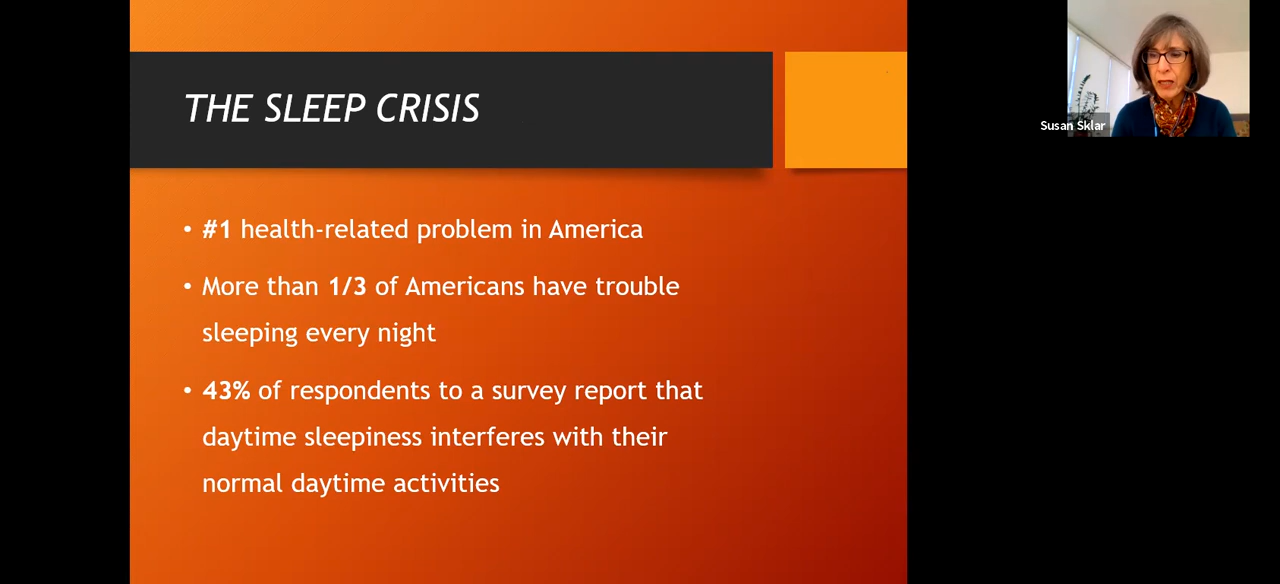 THE SLEEP CRISIS
• #1 health-related problem in America
• More than 1/3 of Americans have trouble
sleeping every night
• 43% of respondents to a survey report that
daytime sleepiness interferes with their
normal daytime activities
Susan Sklar